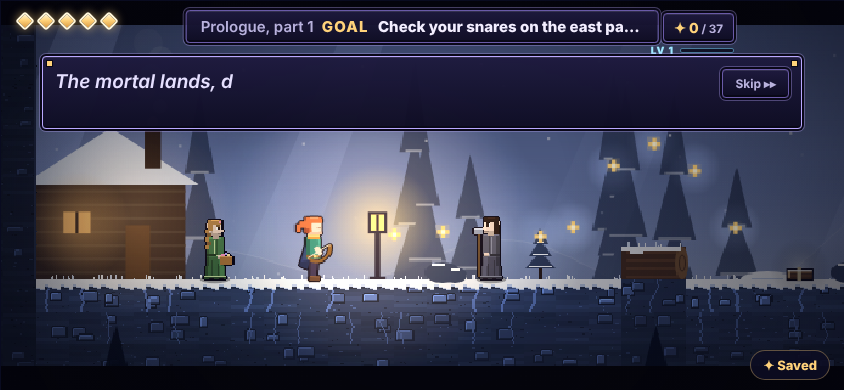 Prologue, part 1 GOAL Check your snares on the east pa...
✦ 0 / 37
LV 1
The mortal lands, d
Skip ▸▸
✦ Saved